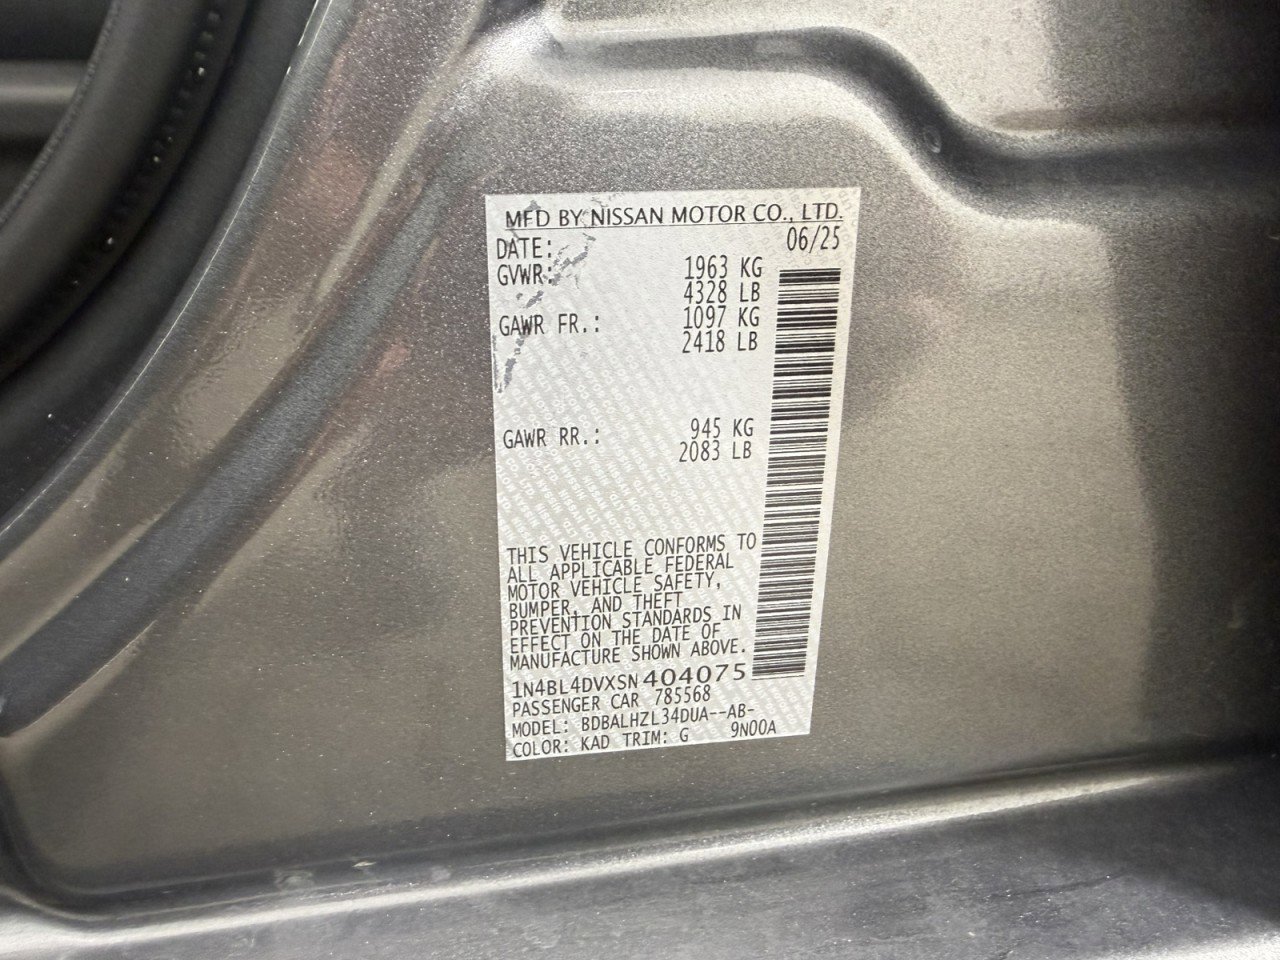 MFD BY NISSAN MOTOR CO., LTD.
DATE: 06/25
GVWR: 1963 KG
4328 LB
GAWR FR.: 1097 KG
2418 LB
GAWR RR.: 945 KG
2083 LB
THIS VEHICLE CONFORMS TO
ALL APPLICABLE FEDERAL
MOTOR VEHICLE SAFETY,
BUMPER, AND THEFT
PREVENTION STANDARDS IN
EFFECT ON THE DATE OF
MANUFACTURE SHOWN ABOVE.
1N4BL4DVXSN404075
PASSENGER CAR 785568
MODEL: BDBALHZL34DUA--AB-
9N00A
COLOR: KAD TRIM: G